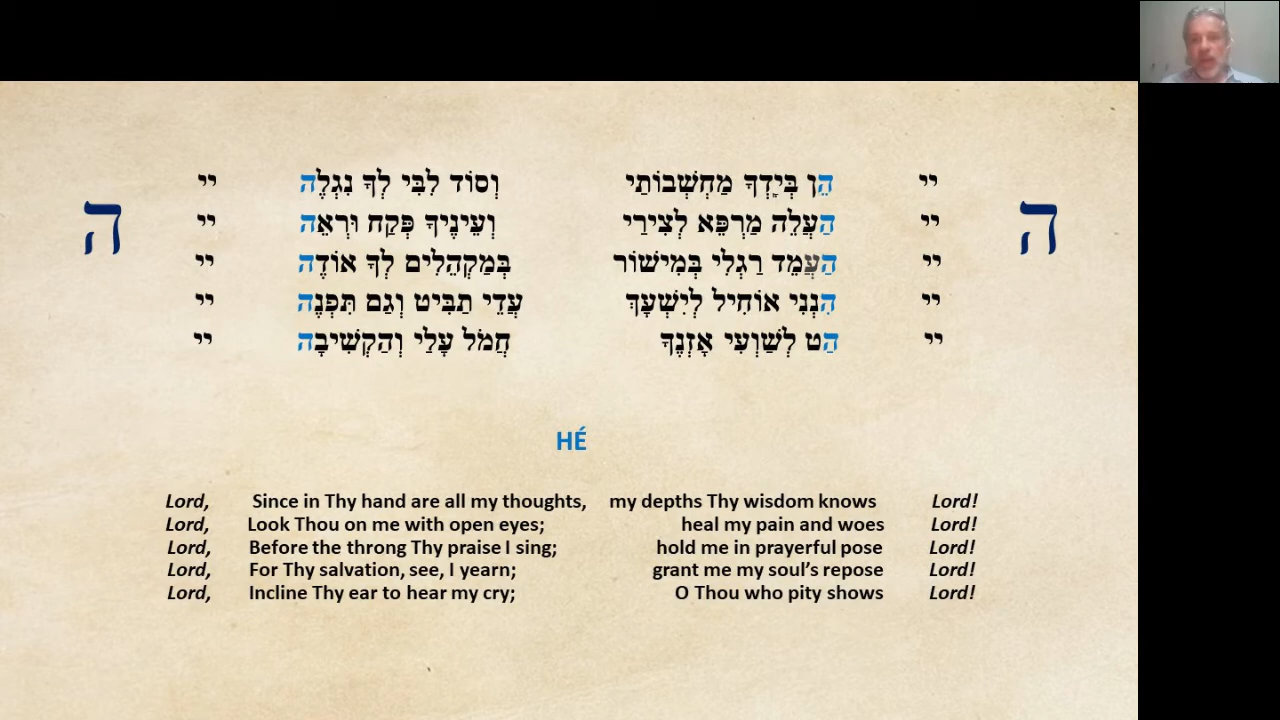 ה
יי הֵן בְּיָדְךָ מַחְשְׁבוֹתַי וְסוֹד לִבִּי לְךָ נִגְלֶה יי
יי הַעֲלֵה מַרְפֵּא לְצִירַי וְעֵינֶיךָ פְּקַח וּרְאֵה יי
יי הַעֲמֵד רַגְלִי בְּמִישׁוֹר בְּמַקְהֵלִים לְךָ אוֹדֶה יי
יי הִנְנִי אוֹחִיל לְיִשְׁעָךְ עָדַי תַבִּיט וְגַם תִּפְנֶה יי
יי הַט לְשַׁוְעִי אָזְנֶךָ חֲמֹל עָלַי וְהַקְשִׁיבָה יי
ה
HÉ
Lord, Since in Thy hand are all my thoughts, my depths Thy wisdom knows Lord!
Lord, Look Thou on me with open eyes; heal my pain and woes Lord!
Lord, Before the throng Thy praise I sing; hold me in prayerful pose Lord!
Lord, For Thy salvation, see, I yearn; grant me my soul's repose Lord!
Lord, Incline Thy ear to hear my cry; O Thou who pity shows Lord!